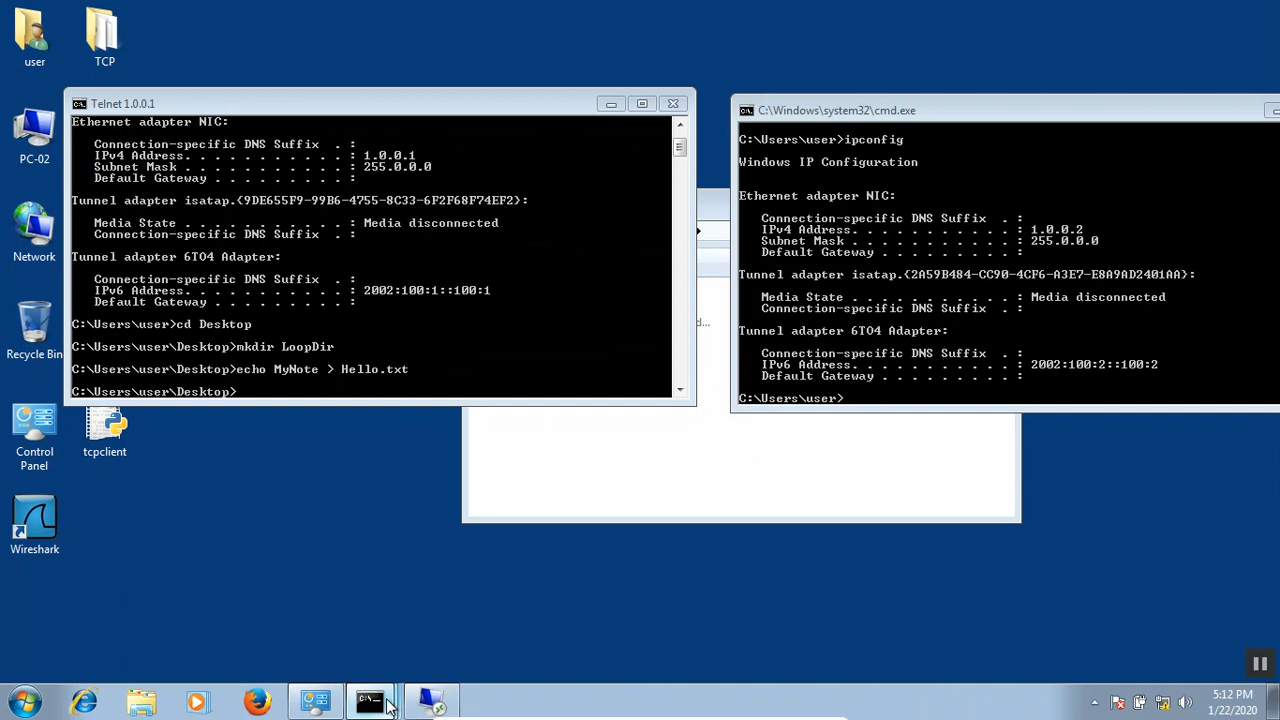 user
TCP
PC-02
Network
Recycle Bin
Control
Panel
tcpclient
Wireshark
Telnet 1.0.0.1
Ethernet adapter NIC:
Connection-specific DNS Suffix . :
IPv4 Address. . . . . . . . . . . : 1.0.0.1
Subnet Mask . . . . . . . . . . . : 255.0.0.0
Default Gateway . . . . . . . . . :
Tunnel adapter isatap.{9DE655F9-99B6-4755-8C33-6F2F68F74EF2}:
Media State . . . . . . . . . . . : Media disconnected
Connection-specific DNS Suffix . :
Tunnel adapter 6TO4 Adapter:
Connection-specific DNS Suffix . :
IPv6 Address. . . . . . . . . . . : 2002:100:1::100:1
Default Gateway . . . . . . . . . :
C:\Users\user>cd Desktop
C:\Users\user\Desktop>mkdir LoopDir
C:\Users\user\Desktop>echo MyNote > Hello.txt
C:\Users\user\Desktop>
C:\Windows\system32\cmd.exe
C:\Users\user>ipconfig
Windows IP Configuration
Ethernet adapter NIC:
Connection-specific DNS Suffix . :
IPv4 Address. . . . . . . . . . . : 1.0.0.2
Subnet Mask . . . . . . . . . . . : 255.0.0.0
Default Gateway . . . . . . . . . :
Tunnel adapter isatap.{2A59B484-CC90-4CF6-A3E7-E8A9AD2401AA}:
Media State . . . . . . . . . . . : Media disconnected
Connection-specific DNS Suffix . :
Tunnel adapter 6TO4 Adapter:
Connection-specific DNS Suffix . :
IPv6 Address. . . . . . . . . . . : 2002:100:2::100:2
Default Gateway . . . . . . . . . :
C:\Users\user>
5:12 PM
1/22/2020